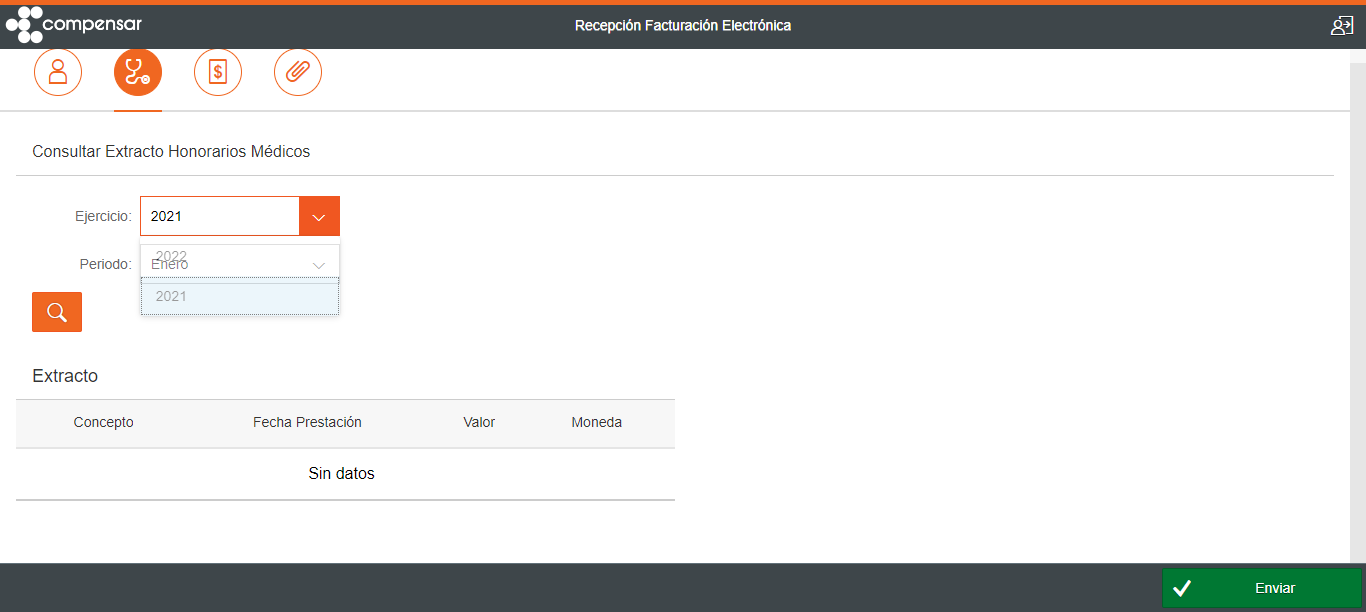 compensar
Recepción Facturación Electrónica
$
Consultar Extracto Honorarios Médicos
Ejercicio: 2021
2022
Periodo: Enero
2021
Extracto
Concepto Fecha Prestación Valor Moneda
Sin datos
Enviar